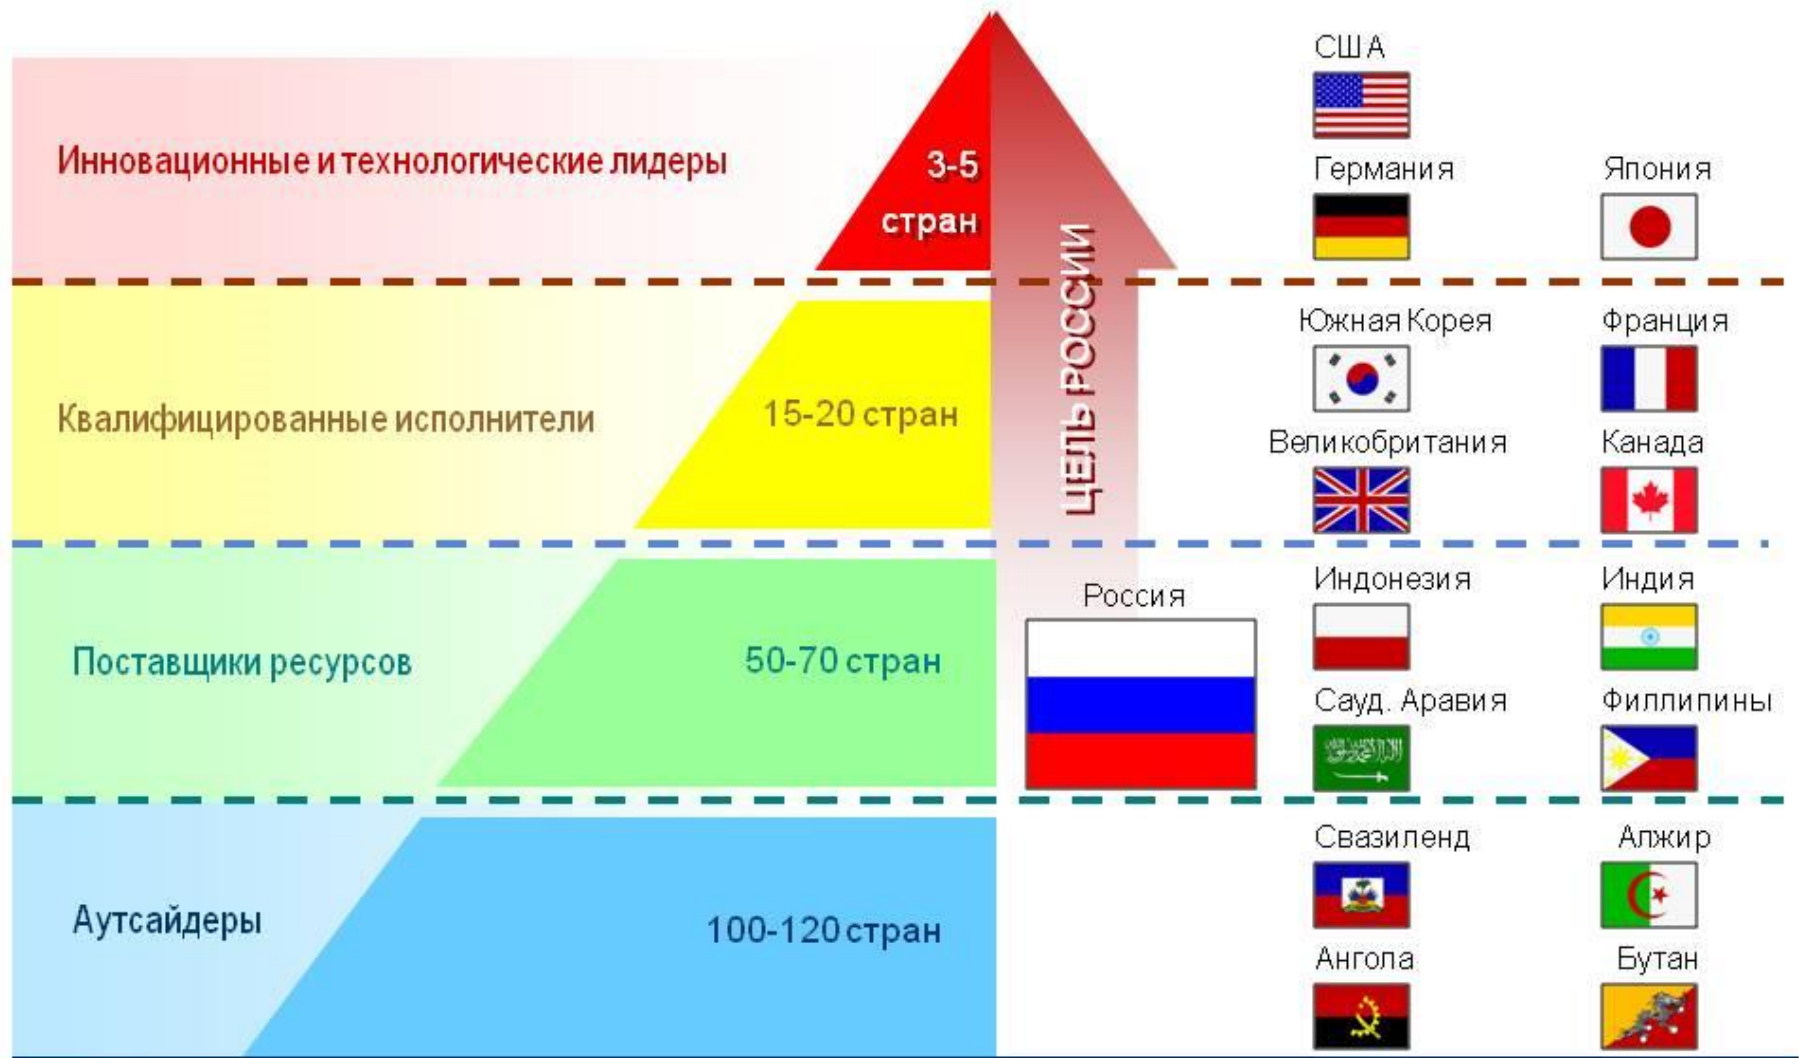 США
Инновационные и технологические лидеры
3-5
стран
Германия
Япония
ЦЕЛЬ РОССИИ
Южная Корея
Франция
Квалифицированные исполнители
15-20 стран
Великобритания
Канада
Россия
Индонезия
Индия
Поставщики ресурсов
50-70 стран
Сауд. Аравия
Филлипины
Свазиленд
Алжир
Аутсайдеры
100-120 стран
Ангола
Бутан